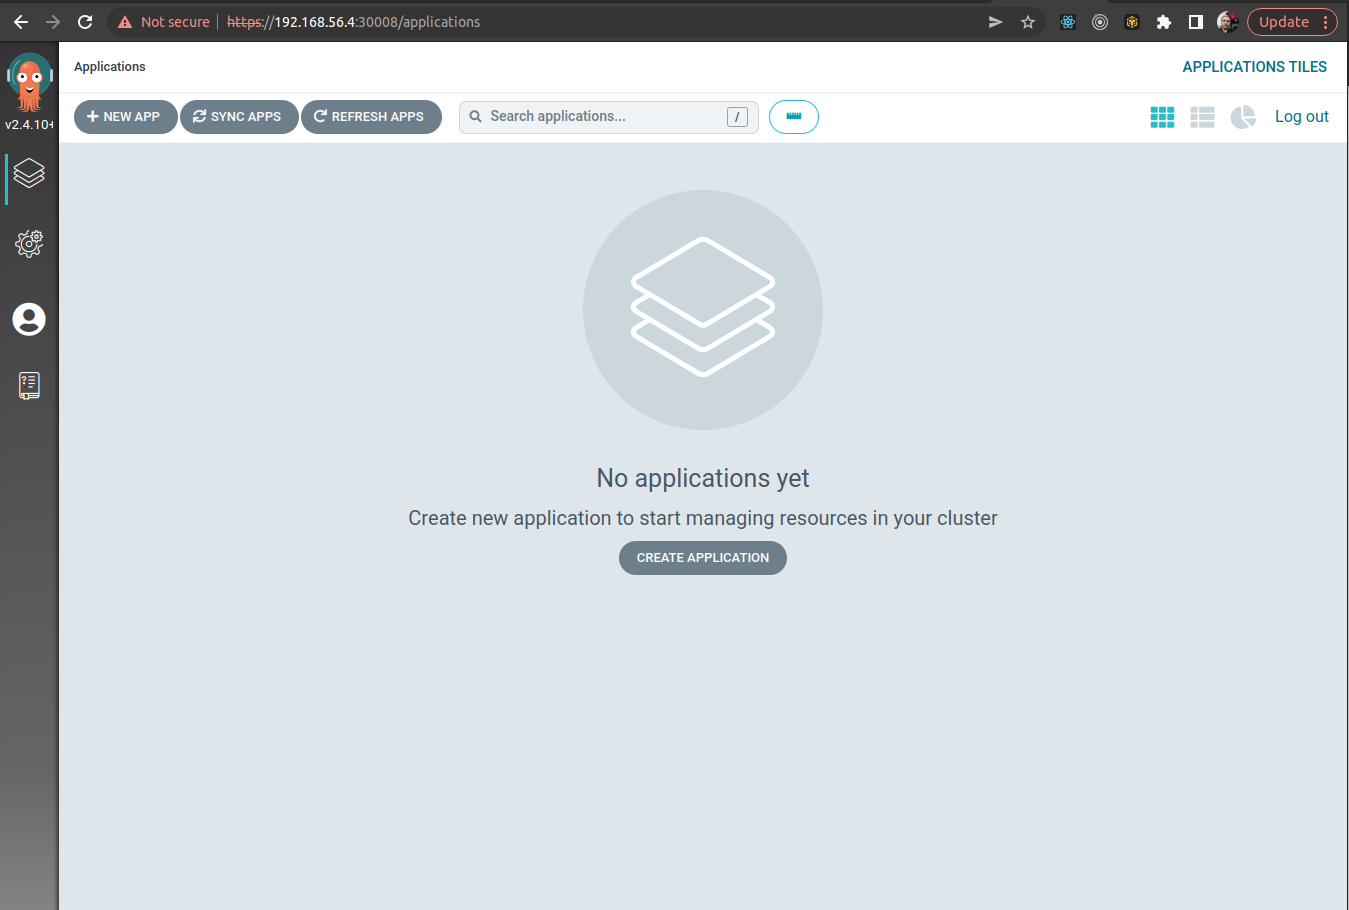 Not secure https://192.168.56.4:30008/applications Update
Applications APPLICATIONS TILES
v2.4.10+
NEW APP SYNC APPS REFRESH APPS Search applications... / Log out
No applications yet
Create new application to start managing resources in your cluster
CREATE APPLICATION